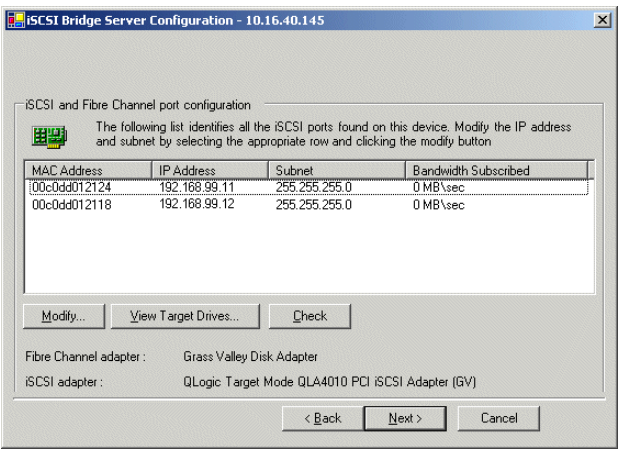 iSCSI Bridge Server Configuration - 10.16.40.145
iSCSI and Fibre Channel port configuration
The following list identifies all the iSCSI ports found on this device. Modify the IP address
and subnet by selecting the appropriate row and clicking the modify button
MAC Address IP Address Subnet Bandwidth Subscribed
00c0dd012124 192.168.99.11 255.255.255.0 0 MB\sec
00c0dd012118 192.168.99.12 255.255.255.0 0 MB\sec
Modify... View Target Drives... Check
Fibre Channel adapter : Grass Valley Disk Adapter
iSCSI adapter : QLogic Target Mode QLA4010 PCI iSCSI Adapter (GV)
< Back Next > Cancel